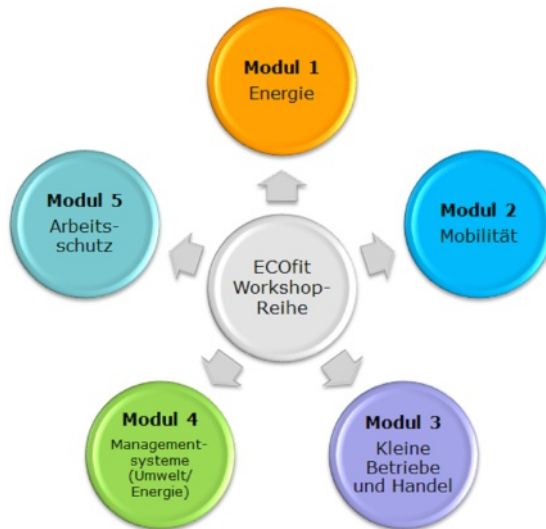 Modul 1
Energie
Modul 2
Mobilität
Modul 3
Kleine
Betriebe
und Handel
Modul 4
Management-
systeme
(Umwelt/
Energie)
Modul 5
Arbeits-
schutz
ECOfit
Workshop-
Reihe